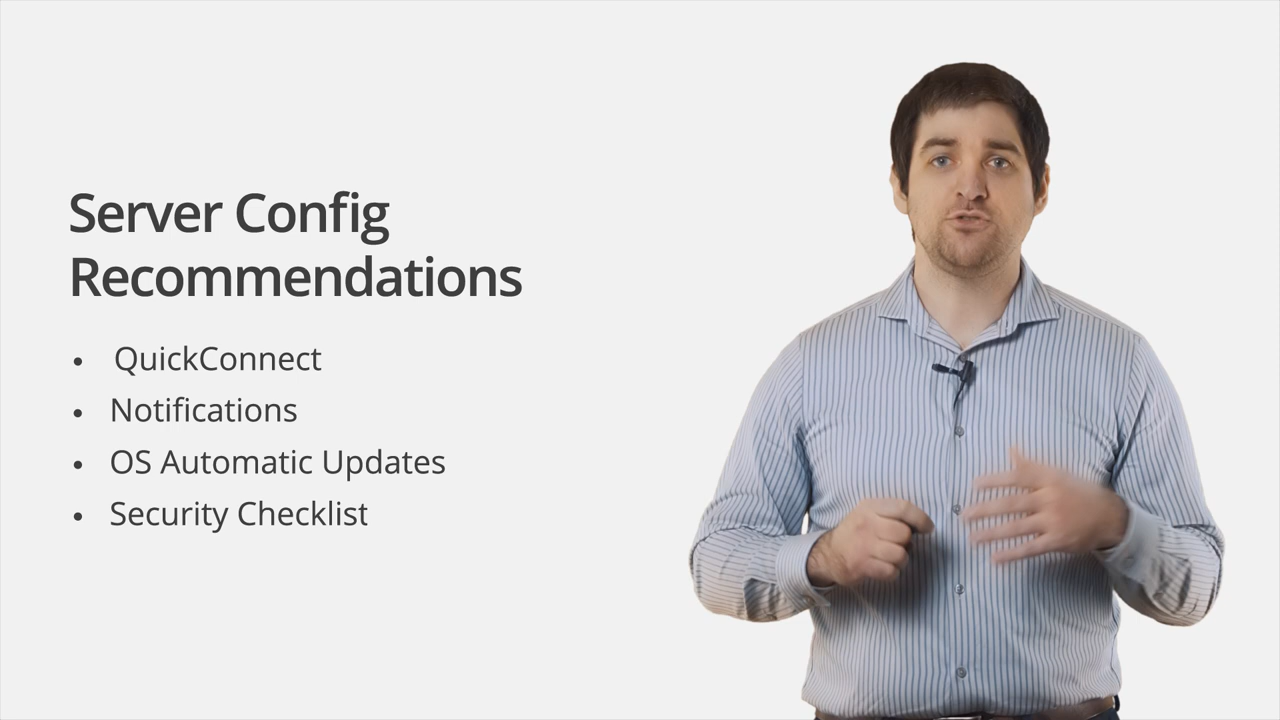 Server Config
Recommendations
• QuickConnect
• Notifications
• OS Automatic Updates
• Security Checklist